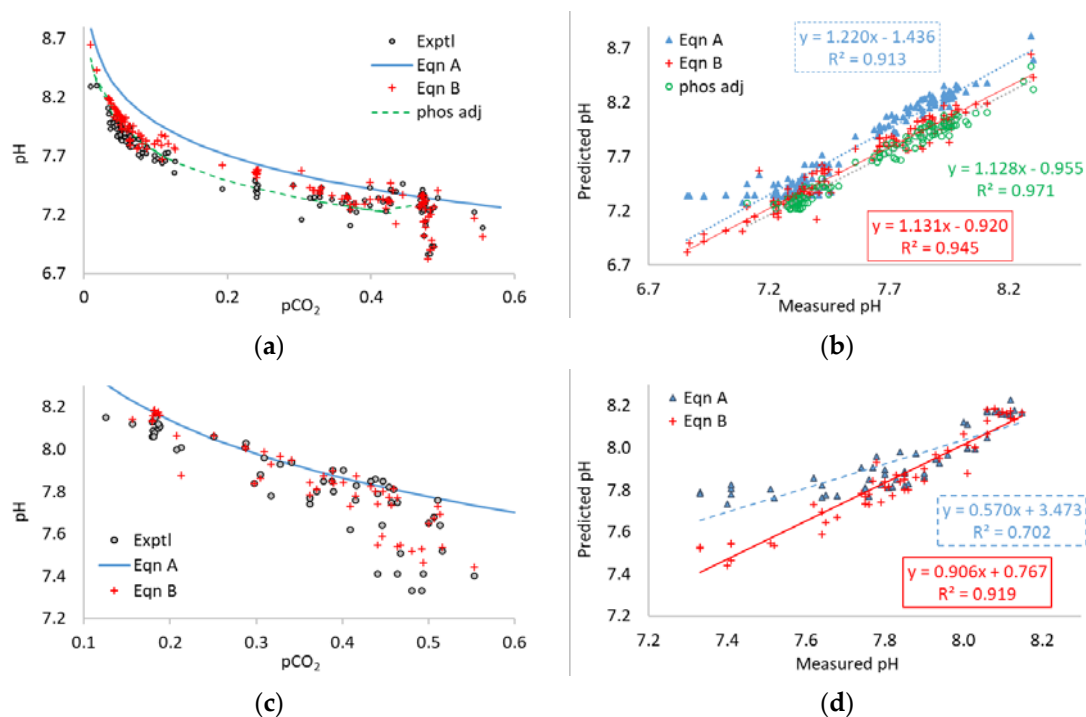 8.7
8.2
7.7
7.2
6.7
pH
0
0.2
0.4
0.6
pCO₂
Exptl
Eqn A
Eqn B
phos adj
(a)
8.7
8.2
7.7
7.2
6.7
Predicted pH
6.7
7.2
7.7
8.2
Measured pH
Eqn A
Eqn B
phos adj
y = 1.220x - 1.436
R² = 0.913
y = 1.128x - 0.955
R² = 0.971
y = 1.131x - 0.920
R² = 0.945
(b)
8.2
8.0
7.8
7.6
7.4
7.2
pH
0.1
0.2
0.3
0.4
0.5
0.6
pCO₂
Exptl
Eqn A
Eqn B
(c)
8.2
8.0
7.8
7.6
7.4
7.2
Predicted pH
7.2
7.4
7.6
7.8
8.0
8.2
Measured pH
Eqn A
Eqn B
y = 0.570x + 3.473
R² = 0.702
y = 0.906x + 0.767
R² = 0.919
(d)